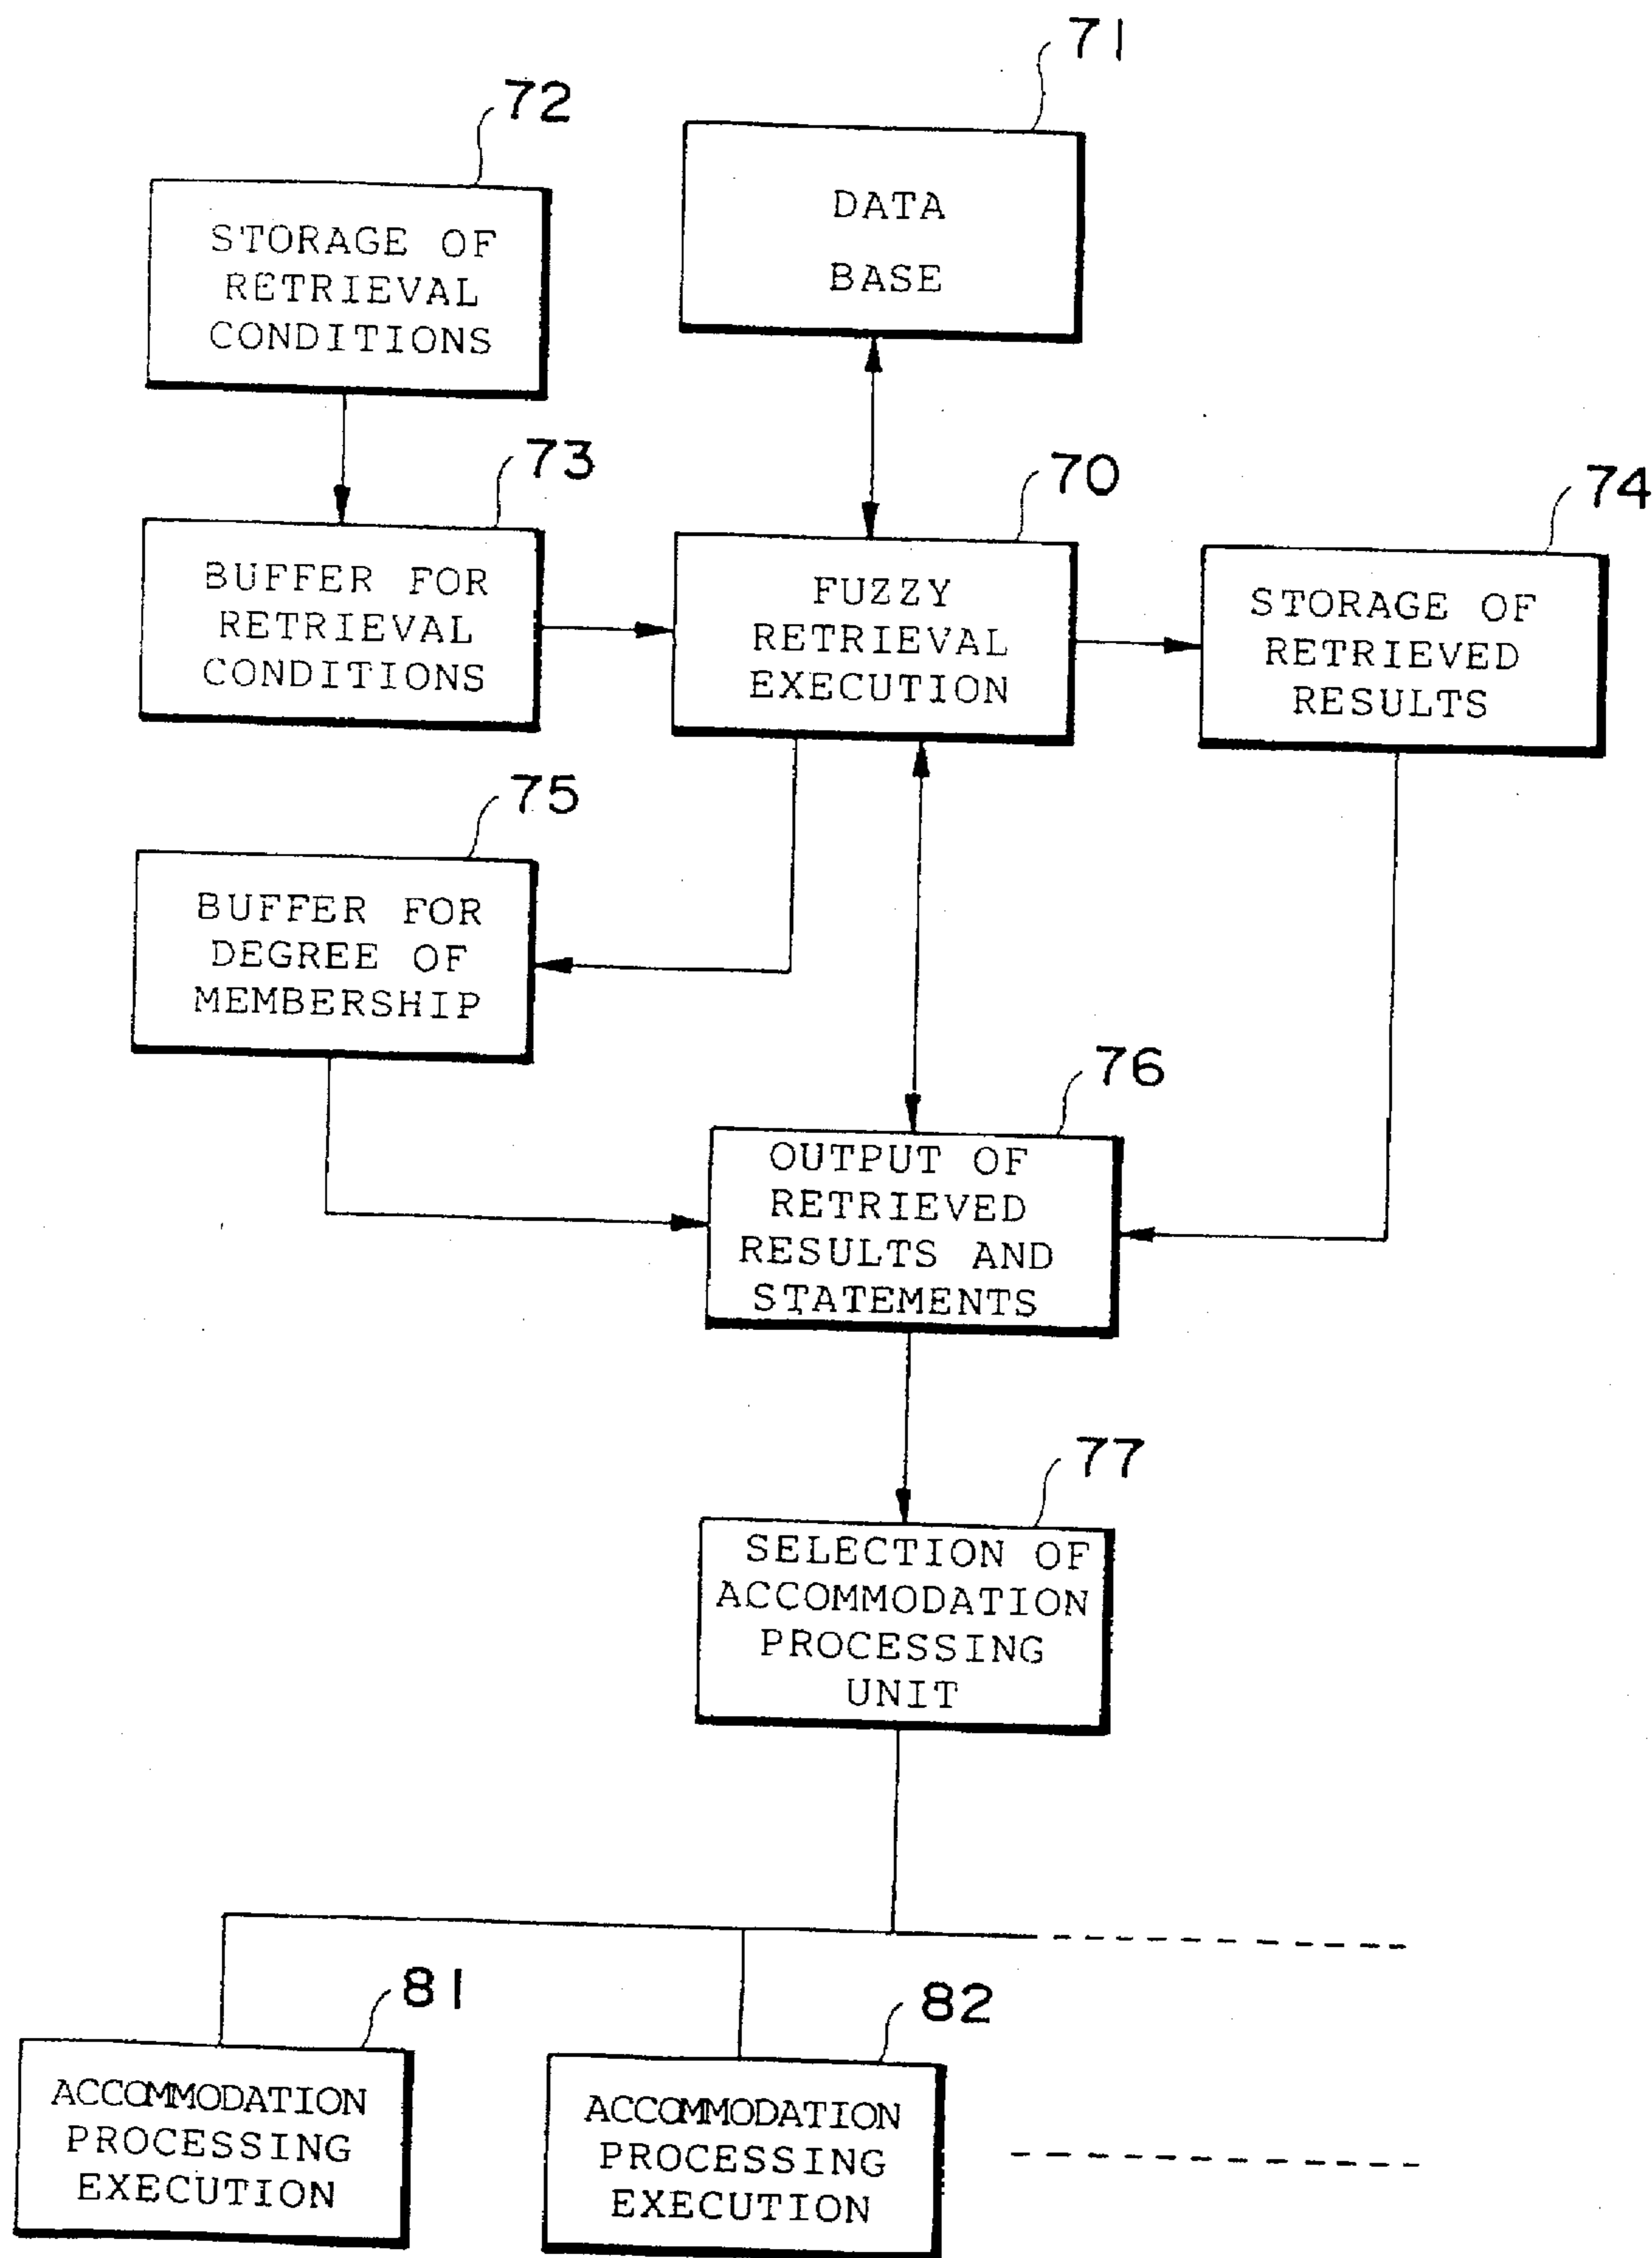 71
72
DATA
BASE
STORAGE OF
RETRIEVAL
CONDITIONS
73
70
74
BUFFER FOR
RETRIEVAL
CONDITIONS
FUZZY
RETRIEVAL
EXECUTION
STORAGE OF
RETRIEVED
RESULTS
75
BUFFER FOR
DEGREE OF
MEMBERSHIP
76
OUTPUT OF
RETRIEVED
RESULTS AND
STATEMENTS
77
SELECTION OF
ACCOMMODATION
PROCESSING
UNIT
81
82
ACCOMMODATION
PROCESSING
EXECUTION
ACCOMMODATION
PROCESSING
EXECUTION